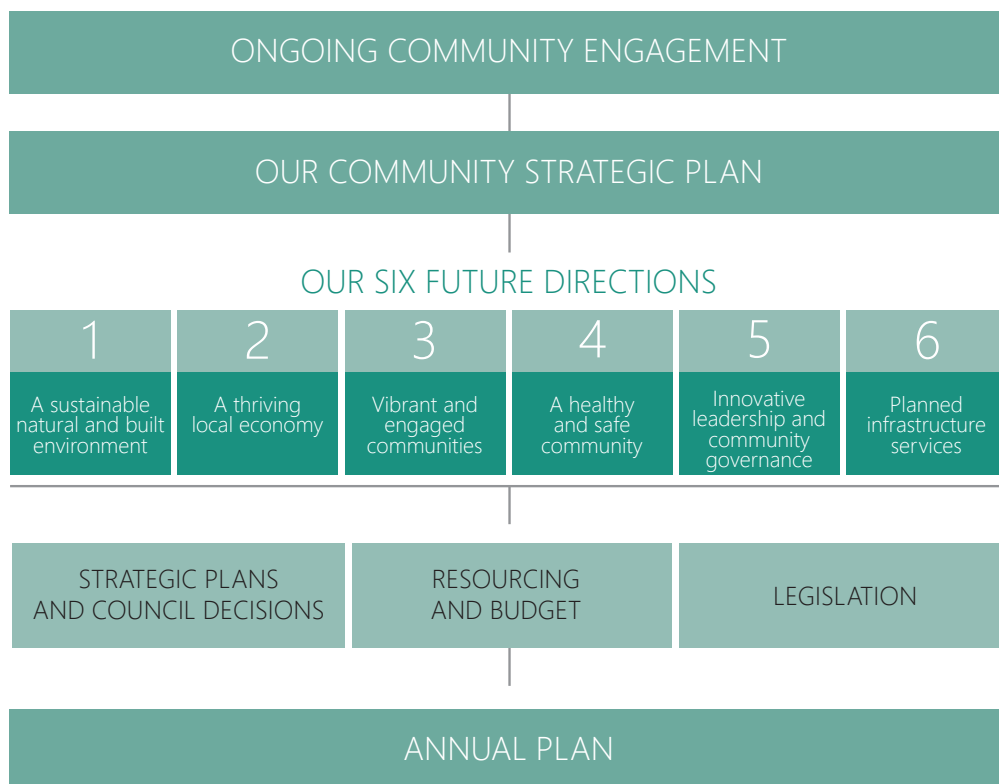 ONGOING COMMUNITY ENGAGEMENT
OUR COMMUNITY STRATEGIC PLAN
OUR SIX FUTURE DIRECTIONS
1
A sustainable
natural and built
environment
2
A thriving
local economy
3
Vibrant and
engaged
communities
4
A healthy
and safe
community
5
Innovative
leadership and
community
governance
6
Planned
infrastructure
services
STRATEGIC PLANS
AND COUNCIL DECISIONS
RESOURCING
AND BUDGET
LEGISLATION
ANNUAL PLAN